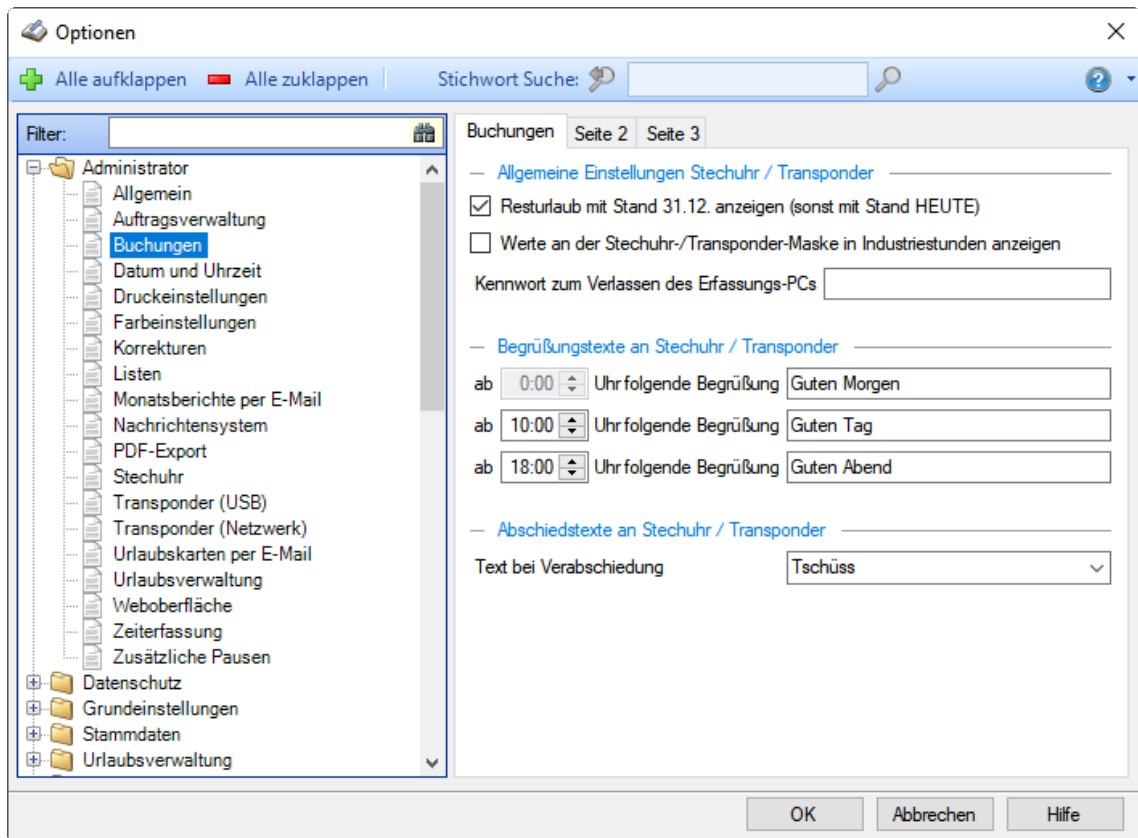 Optionen
Alle aufklappen Alle zuklappen Stichwort Suche:
Filter:
Administrator
Allgemein
Auftragsverwaltung
Buchungen
Datum und Uhrzeit
Druckeinstellungen
Farbeinstellungen
Korrekturen
Listen
Monatsberichte per E-Mail
Nachrichtensystem
PDF-Export
Stechuhr
Transponder (USB)
Transponder (Netzwerk)
Urlaubskarten per E-Mail
Urlaubsverwaltung
Weboberfläche
Zeiterfassung
Zusätzliche Pausen
Datenschutz
Grundeinstellungen
Stammdaten
Urlaubsverwaltung
Buchungen Seite 2 Seite 3
Allgemeine Einstellungen Stechuhr / Transponder
Resturlaub mit Stand 31.12. anzeigen (sonst mit Stand HEUTE)
Werte an der Stechuhr-/Transponder-Maske in Industriestunden anzeigen
Kennwort zum Verlassen des Erfassungs-PCs
Begrüßungstexte an Stechuhr / Transponder
ab 0:00 Uhr folgende Begrüßung Guten Morgen
ab 10:00 Uhr folgende Begrüßung Guten Tag
ab 18:00 Uhr folgende Begrüßung Guten Abend
Abschiedstexte an Stechuhr / Transponder
Text bei Verabschiedung Tschüss
OK Abbrechen Hilfe